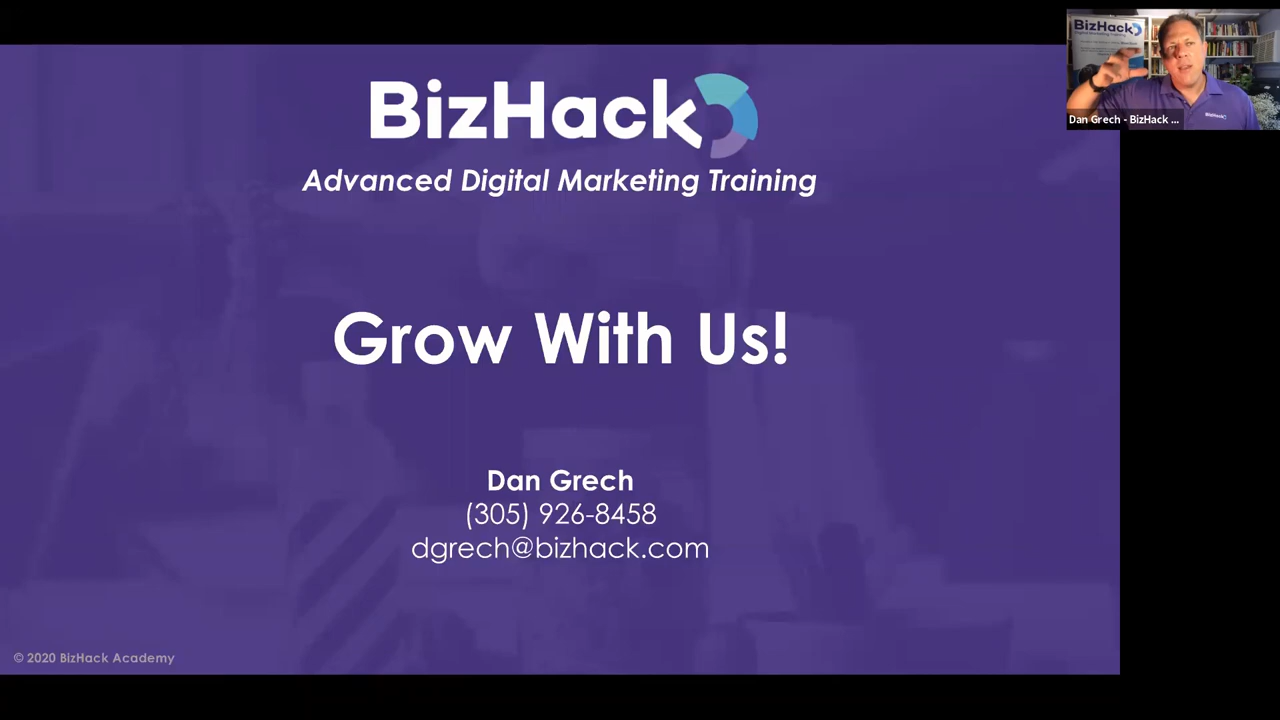 BizHack
Advanced Digital Marketing Training
Grow With Us!
Dan Grech
(305) 926-8458
dgrech@bizhack.com
© 2020 BizHack Academy
BizHack
Dan Grech - BizHack ...